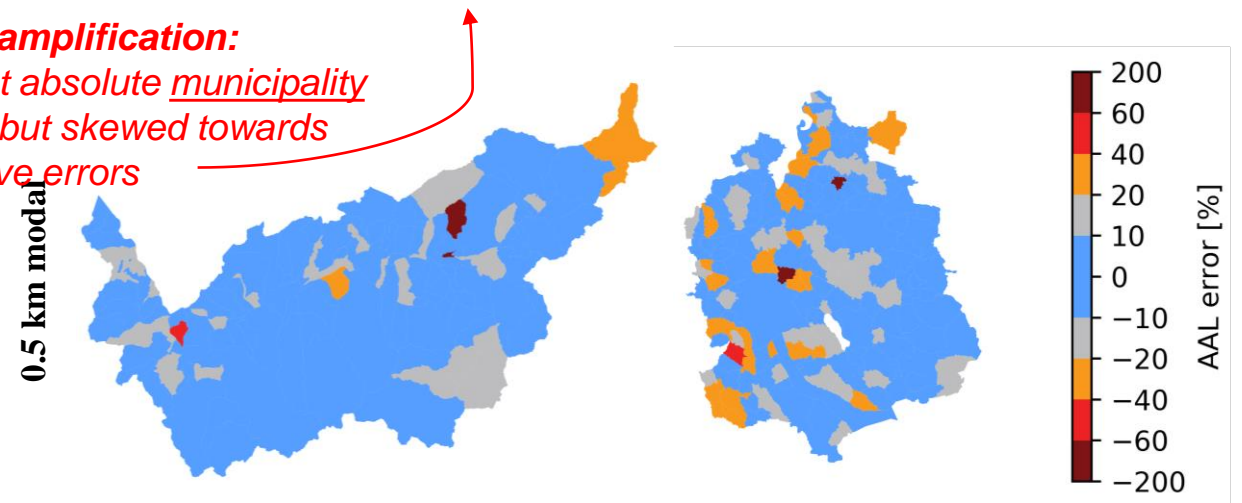 amplification:
t absolute municipality
but skewed towards
ve errors
0.5 km modal
200
60
40
20
10
0
−10
−20
−40
−60
−200
AAL error [%]